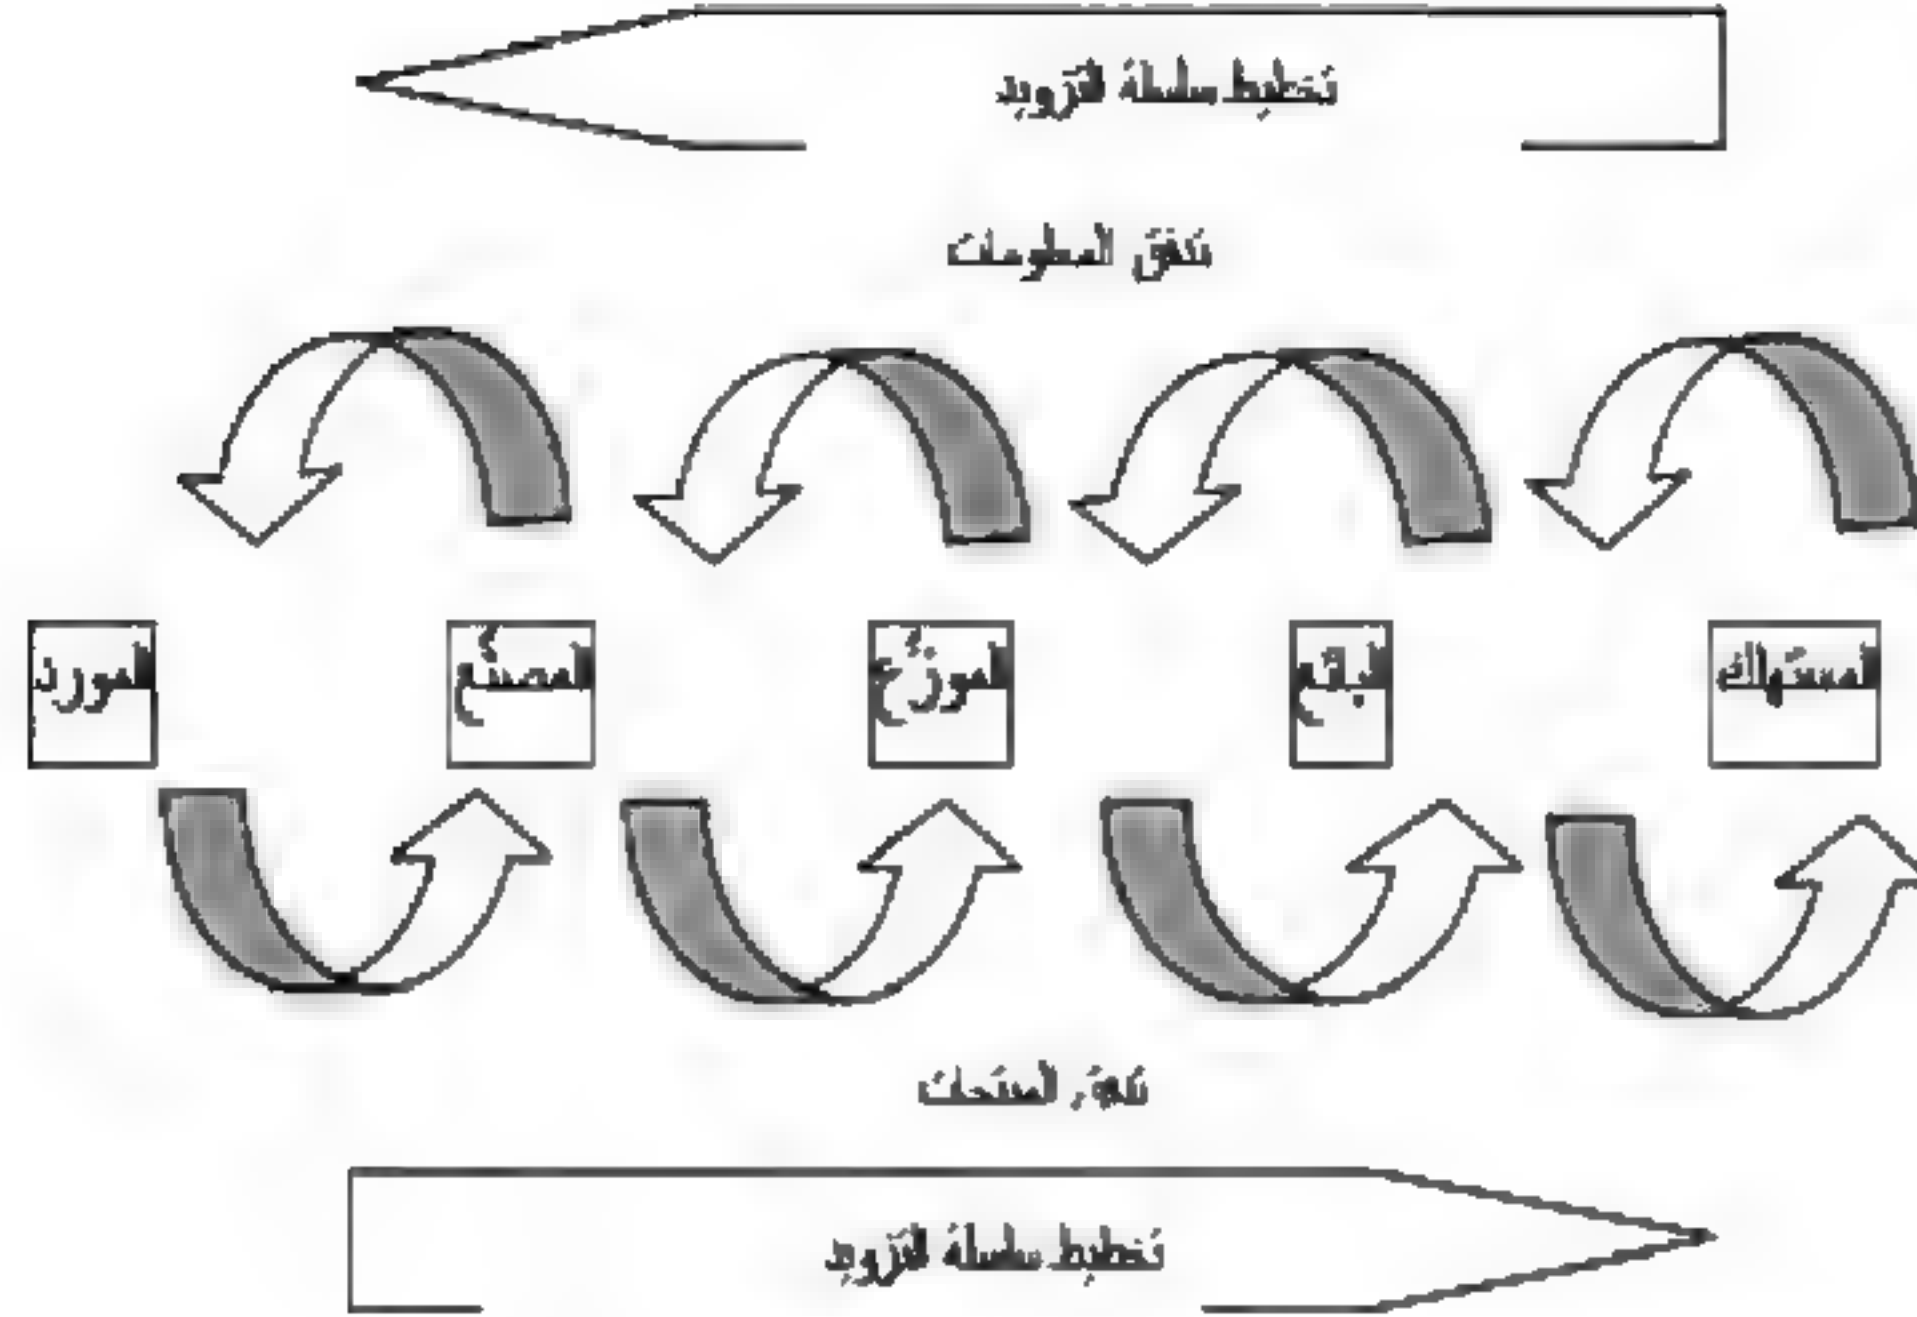 تخطيط سلسلة التزويد
تدفق المعلومات
المستهلك
البائع
الموزّع
المصنّع
المورد
تدفق المنتجات
تخطيط سلسلة التزويد